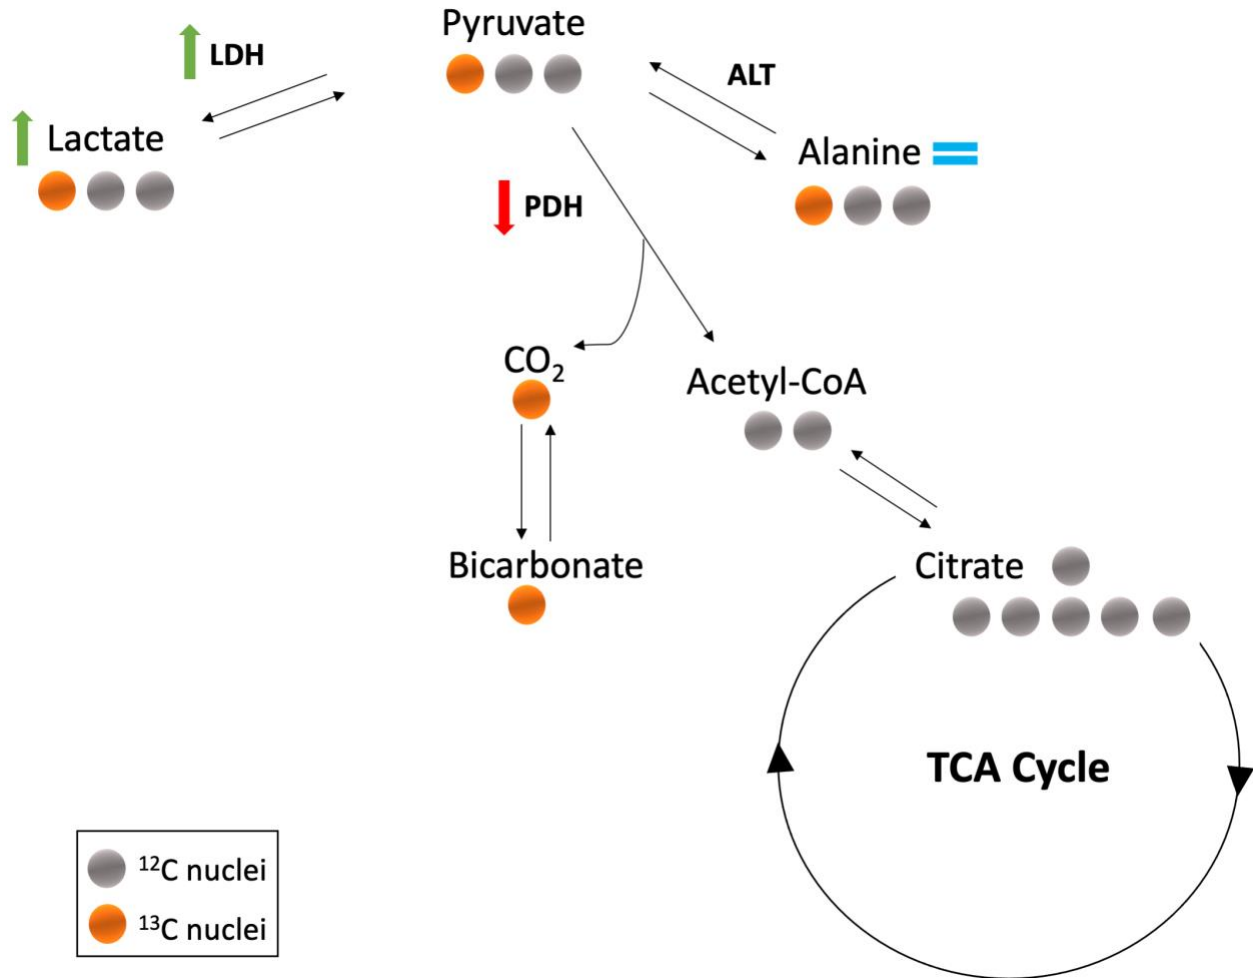 Pyruvate
LDH
ALT
Lactate
Alanine
PDH
CO₂
Acetyl-CoA
Bicarbonate
Citrate
TCA Cycle
¹²C nuclei
¹³C nuclei